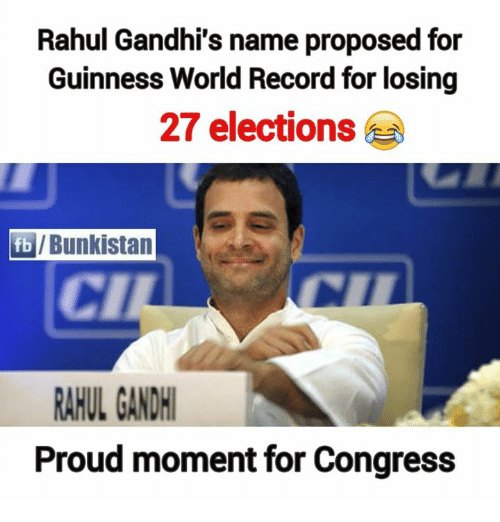 Rahul Gandhi's name proposed for
Guinness World Record for losing
27 elections 😂
fb/Bunkistan
CII
CII
RAHUL GANDHI
Proud moment for Congress